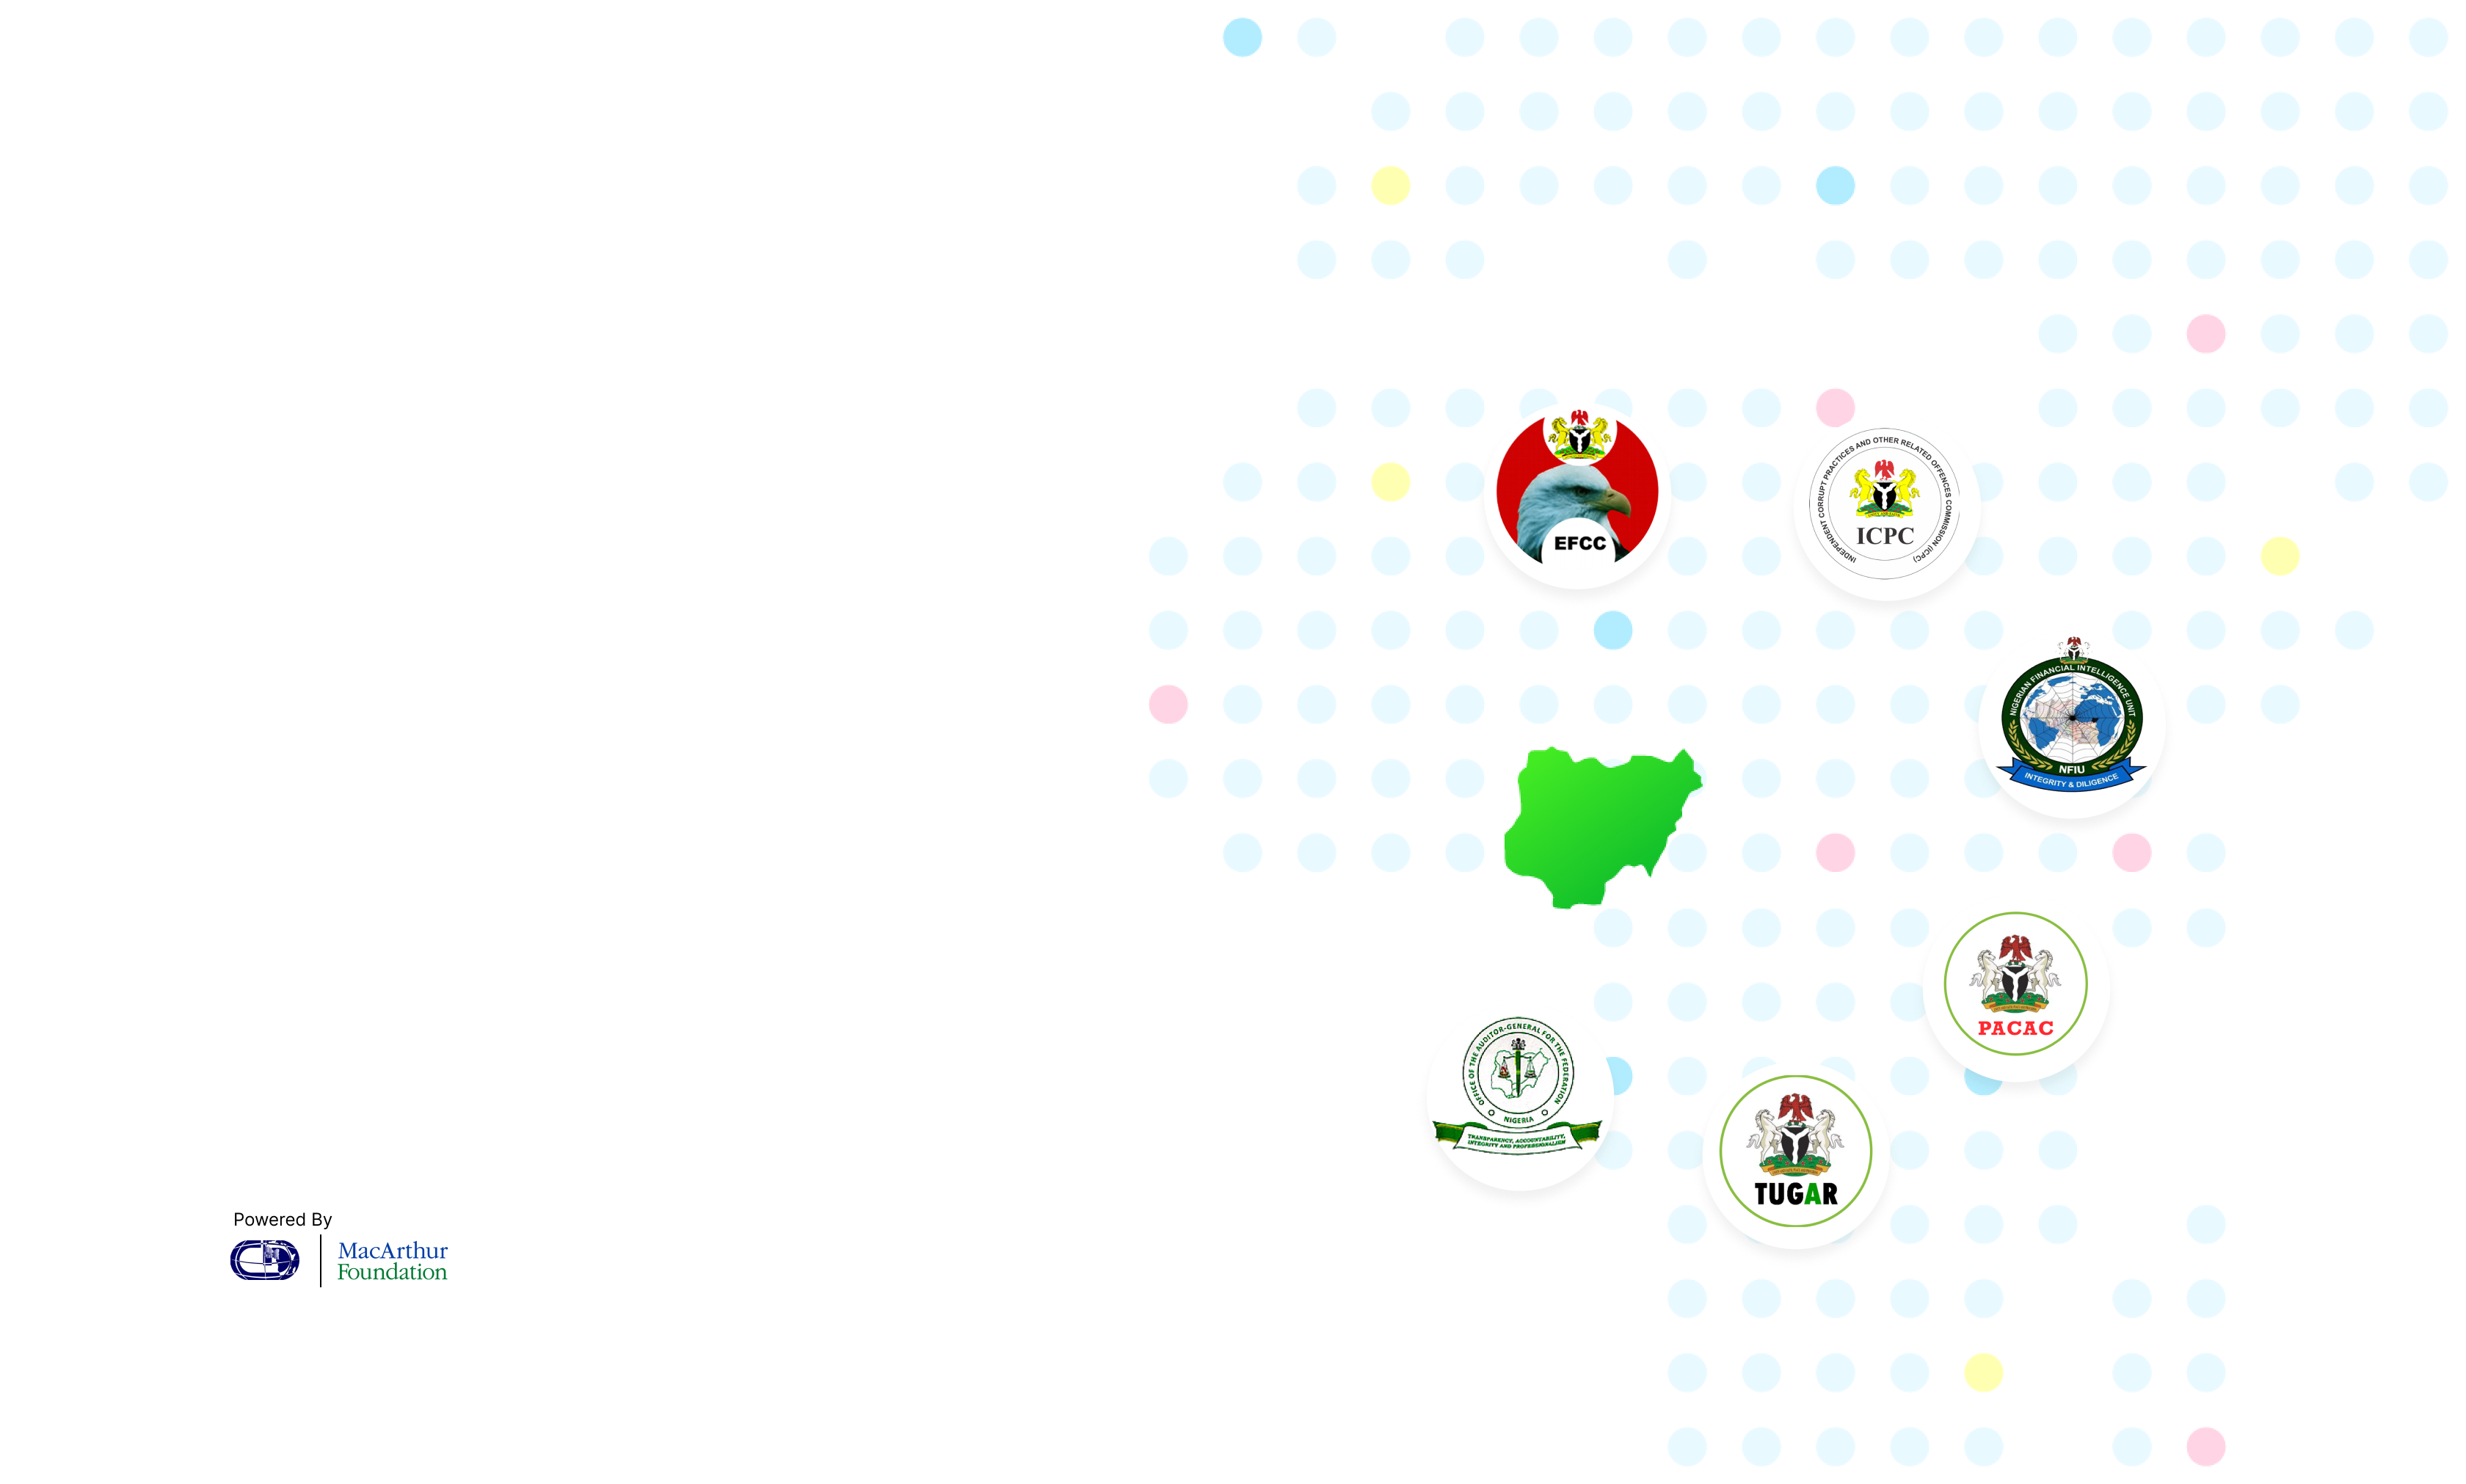 EFCC
INDEPENDENT CORRUPT PRACTICES AND OTHER RELATED OFFENCES COMMISSION (ICPC)
ICPC
NIGERIAN FINANCIAL INTELLIGENCE UNIT
NFIU
INTEGRITY & DILIGENCE
PACAC
OFFICE OF THE AUDITOR-GENERAL FOR THE FEDERATION
NIGERIA
TRANSPARENCY, ACCOUNTABILITY,
INTEGRITY AND PROFESSIONALISM
TUGAR
Powered By
MacArthur
Foundation